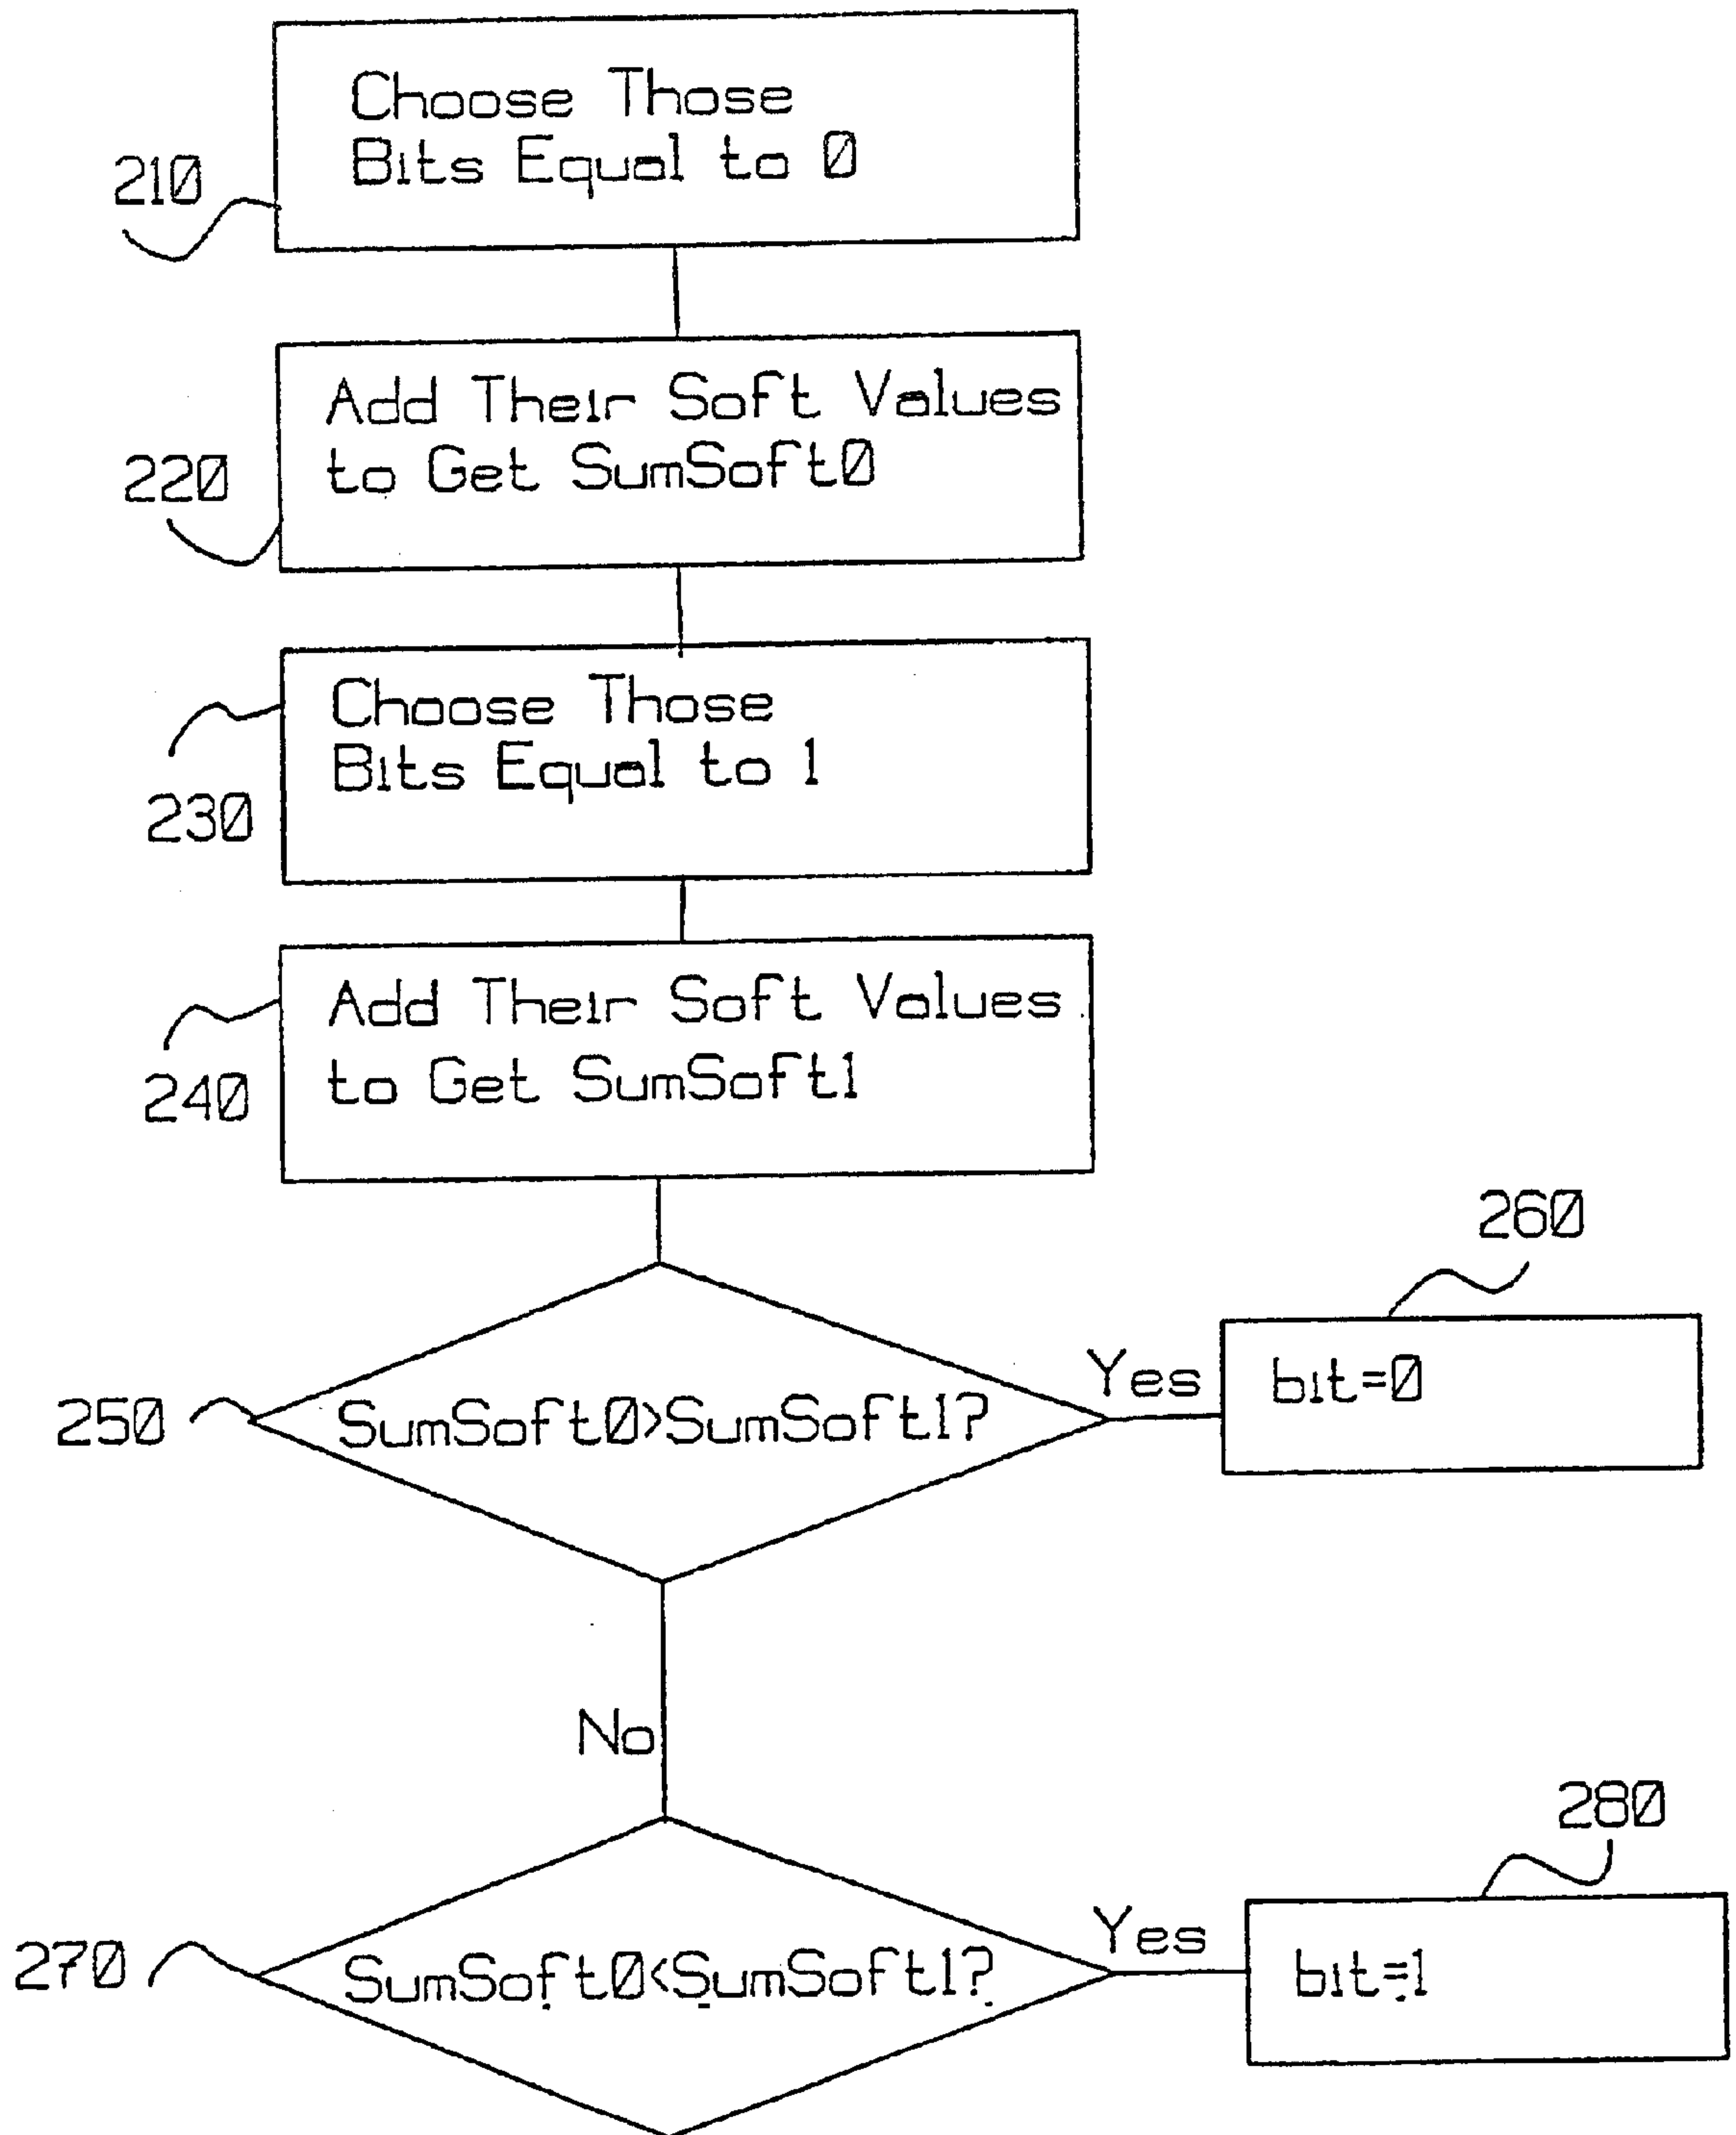 Choose Those
Bits Equal to 0
210
Add Their Soft Values
to Get SumSoft0
220
Choose Those
Bits Equal to 1
230
Add Their Soft Values
to Get SumSoft1
240
260
SumSoft0>SumSoft1?
Yes
bit=0
250
No
280
SumSoft0<SumSoft1?
Yes
bit=1
270